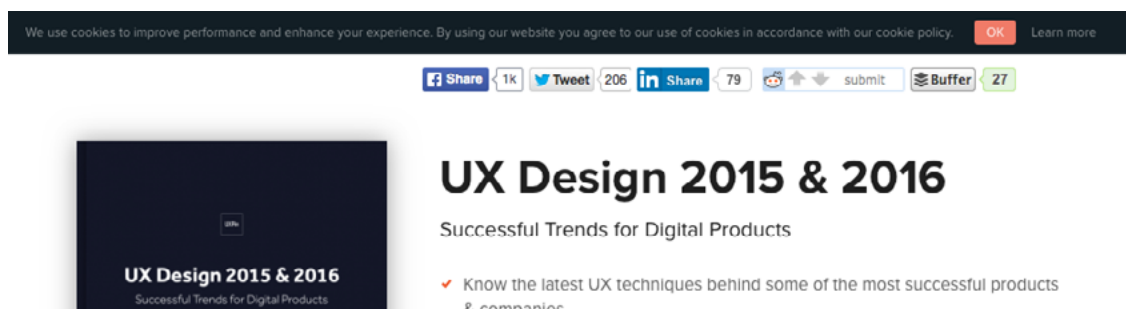 We use cookies to improve performance and enhance your experience. By using our website you agree to our use of cookies in accordance with our cookie policy. OK Learn more
Share 1k Tweet 206 in Share 79 submit Buffer 27
UX Design 2015 & 2016
Successful Trends for Digital Products
Know the latest UX techniques behind some of the most successful products
& companies
UXPin
UX Design 2015 & 2016
Successful Trends for Digital Products